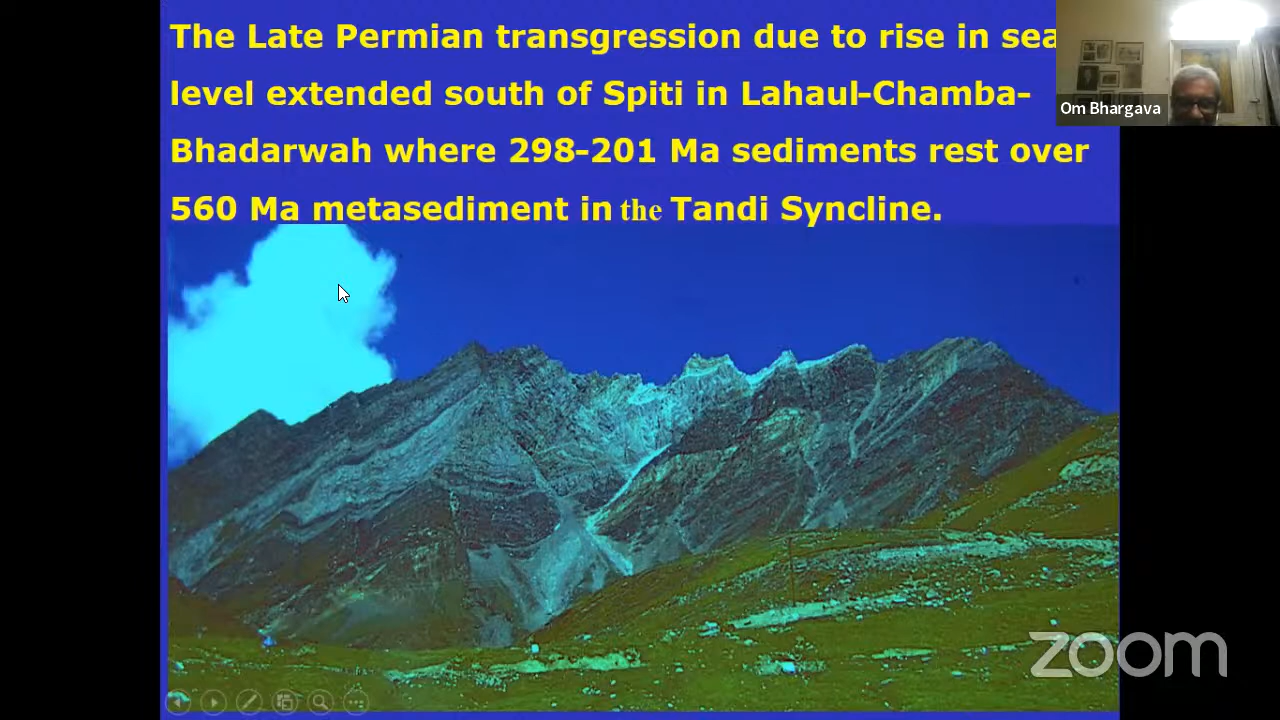 The Late Permian transgression due to rise in sea
level extended south of Spiti in Lahaul-Chamba-
Bhadarwah where 298-201 Ma sediments rest over
560 Ma metasediment in the Tandi Syncline.
Om Bhargava
zoom